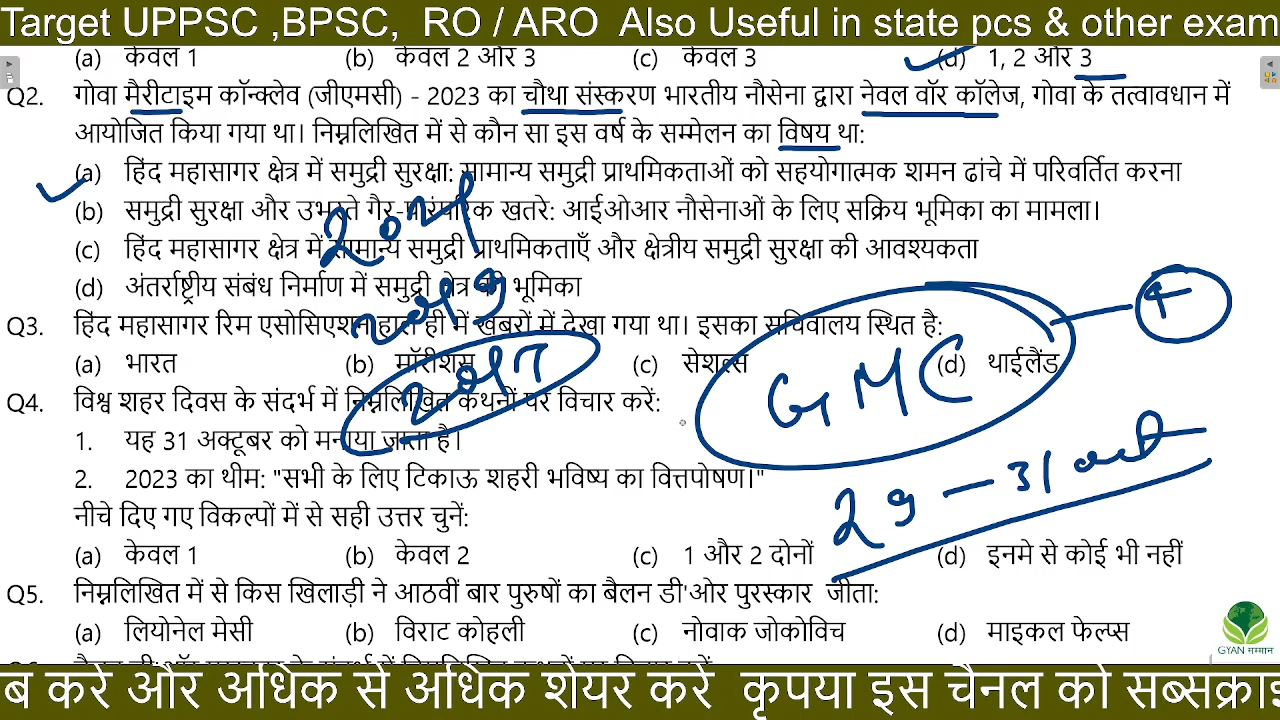 Target UPPSC ,BPSC, RO / ARO Also Useful in state pcs & other exam
(a) केवल 1 (b) केवल 2 और 3 (c) केवल 3 (d) 1, 2 और 3
Q2. गोवा मैरीटाइम कॉन्क्लेव (जीएमसी) - 2023 का चौथा संस्करण भारतीय नौसेना द्वारा नेवल वॉर कॉलेज, गोवा के तत्वावधान में
आयोजित किया गया था। निम्नलिखित में से कौन सा इस वर्ष के सम्मेलन का विषय था:
(a) हिंद महासागर क्षेत्र में समुद्री सुरक्षा: सामान्य समुद्री प्राथमिकताओं को सहयोगात्मक शमन ढांचे में परिवर्तित करना
(b) समुद्री सुरक्षा और उभरते गैर-पारंपरिक खतरे: आईओआर नौसेनाओं के लिए सक्रिय भूमिका का मामला।
2021
(c) हिंद महासागर क्षेत्र में सामान्य समुद्री प्राथमिकताएँ और क्षेत्रीय समुद्री सुरक्षा की आवश्यकता
(d) अंतर्राष्ट्रीय संबंध निर्माण में समुद्री क्षेत्र की भूमिका
2019
Q3. हिंद महासागर रिम एसोसिएशन हाल ही में खबरों में देखा गया था। इसका सचिवालय स्थित है:
(a) भारत (b) मॉरीशस (c) सेशल्स (d) थाईलैंड
2017
GMC
Q4. विश्व शहर दिवस के संदर्भ में निम्नलिखित कथनों पर विचार करें:
1. यह 31 अक्टूबर को मनाया जाता है।
2. 2023 का थीम: "सभी के लिए टिकाऊ शहरी भविष्य का वित्तपोषण।"
29 - 31 oct
नीचे दिए गए विकल्पों में से सही उत्तर चुनें:
(a) केवल 1 (b) केवल 2 (c) 1 और 2 दोनों (d) इनमे से कोई भी नहीं
Q5. निम्नलिखित में से किस खिलाड़ी ने आठवीं बार पुरुषों का बैलन डी'ओर पुरस्कार जीता:
(a) लियोनेल मेसी (b) विराट कोहली (c) नोवाक जोकोविच (d) माइकल फेल्प्स
GYAN सम्मान
ब करे और अधिक से अधिक शेयर करें कृपया इस चैनल को सब्सक्राइ